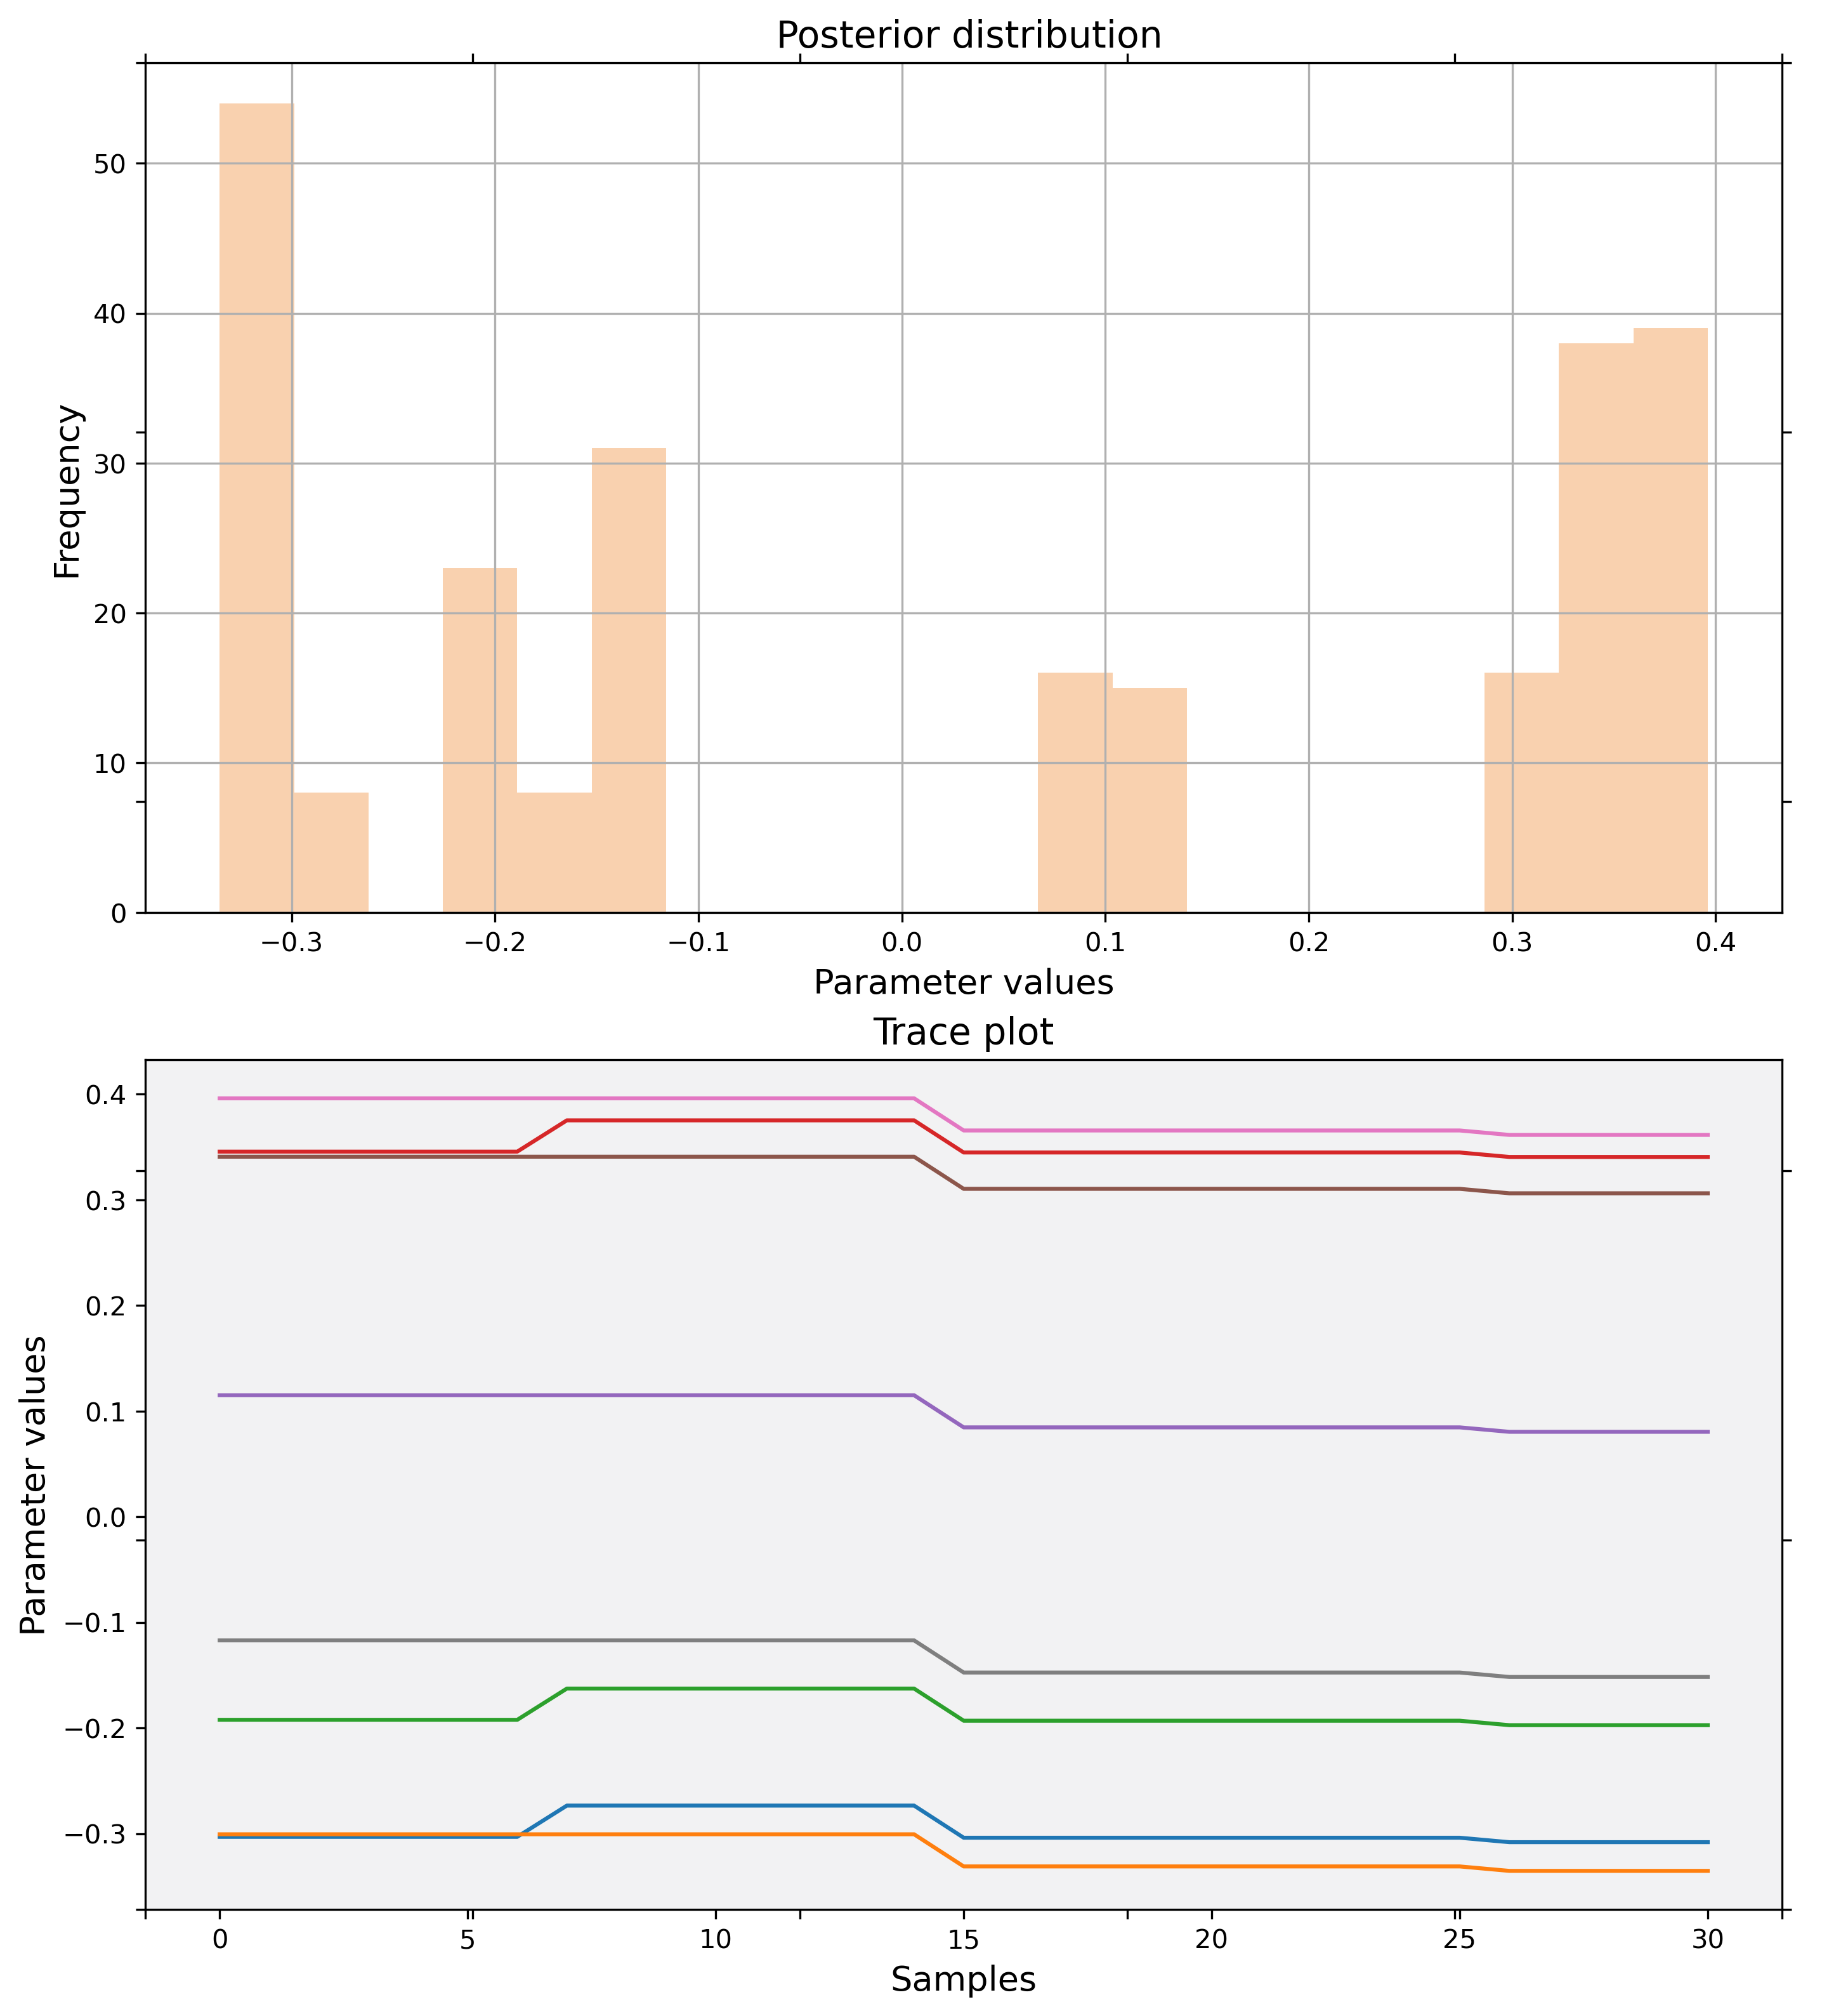 Posterior distribution
50
40
30
20
10
0
Frequency
−0.3 −0.2 −0.1 0.0 0.1 0.2 0.3 0.4
Parameter values
Trace plot
0.4
0.3
0.2
0.1
0.0
−0.1
−0.2
−0.3
Parameter values
0 5 10 15 20 25 30
Samples